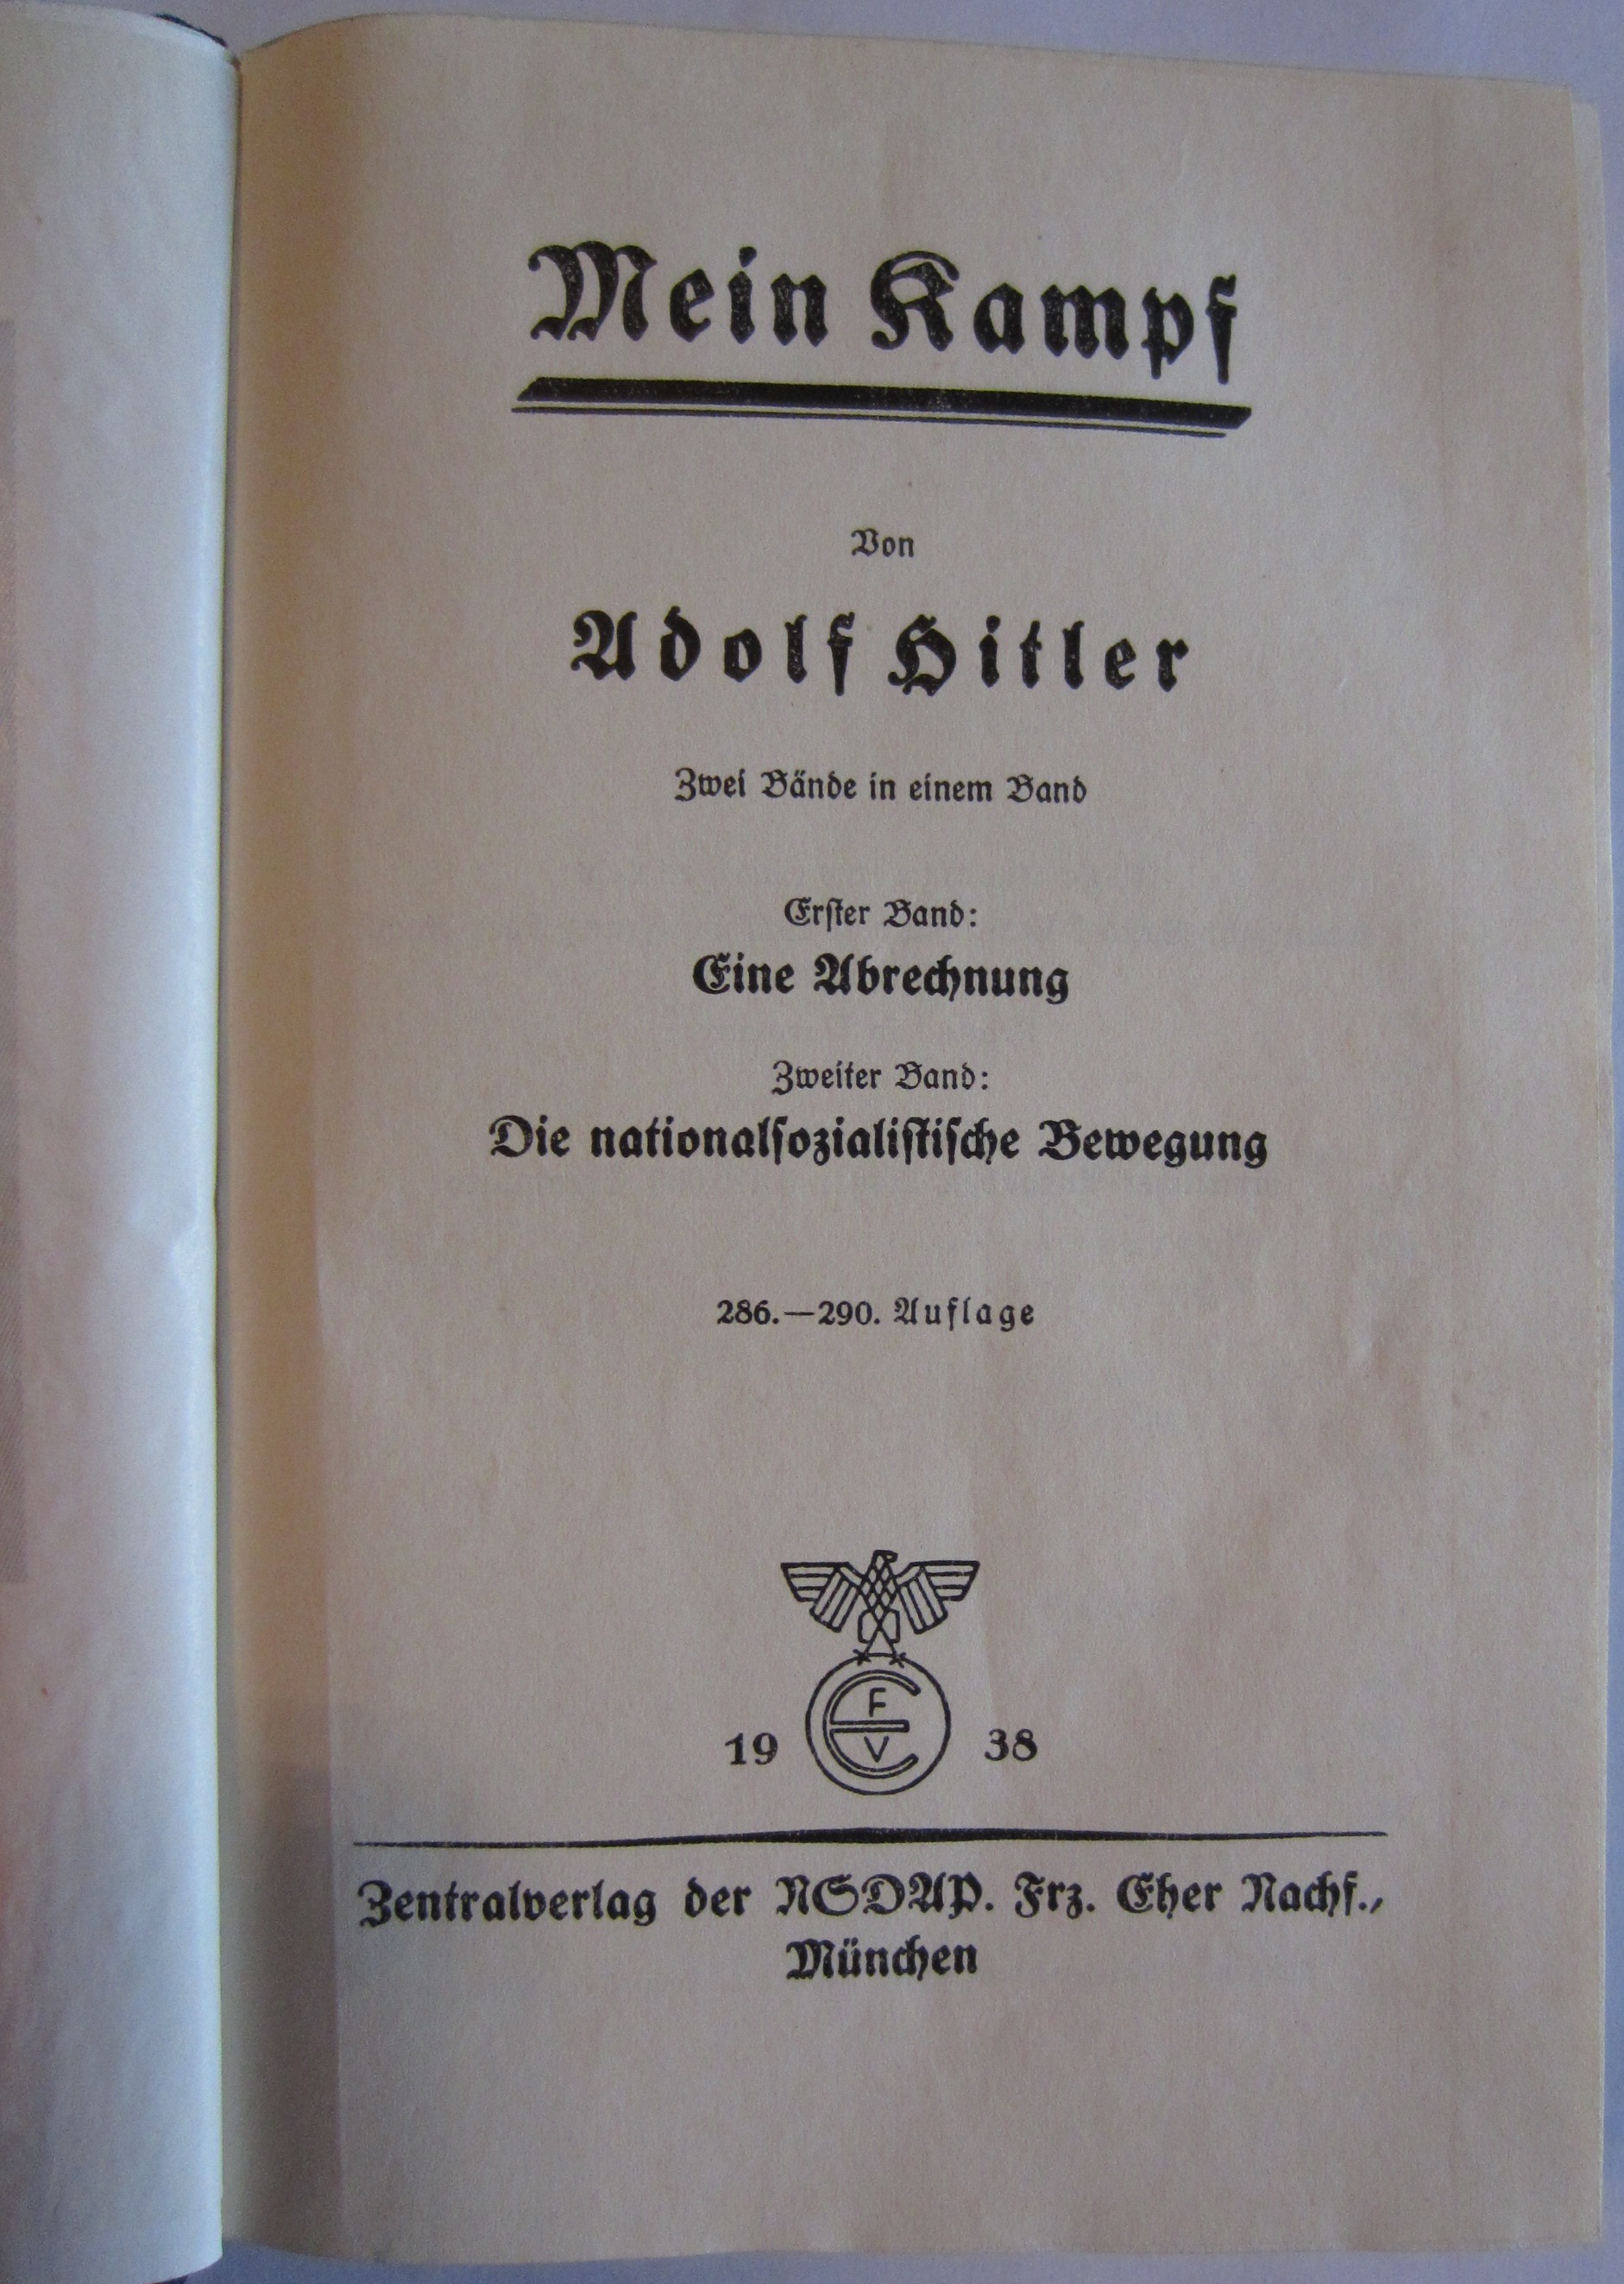 Mein Kampf
Von
Adolf Hitler
Zwei Bände in einem Band
Erſter Band:
Eine Abrechnung
Zweiter Band:
Die nationalſozialiſtiſche Bewegung
286.—290. Auflage
F
E
V
19 38
Zentralverlag der NSDAP. Frz. Eher Nachf.,
München